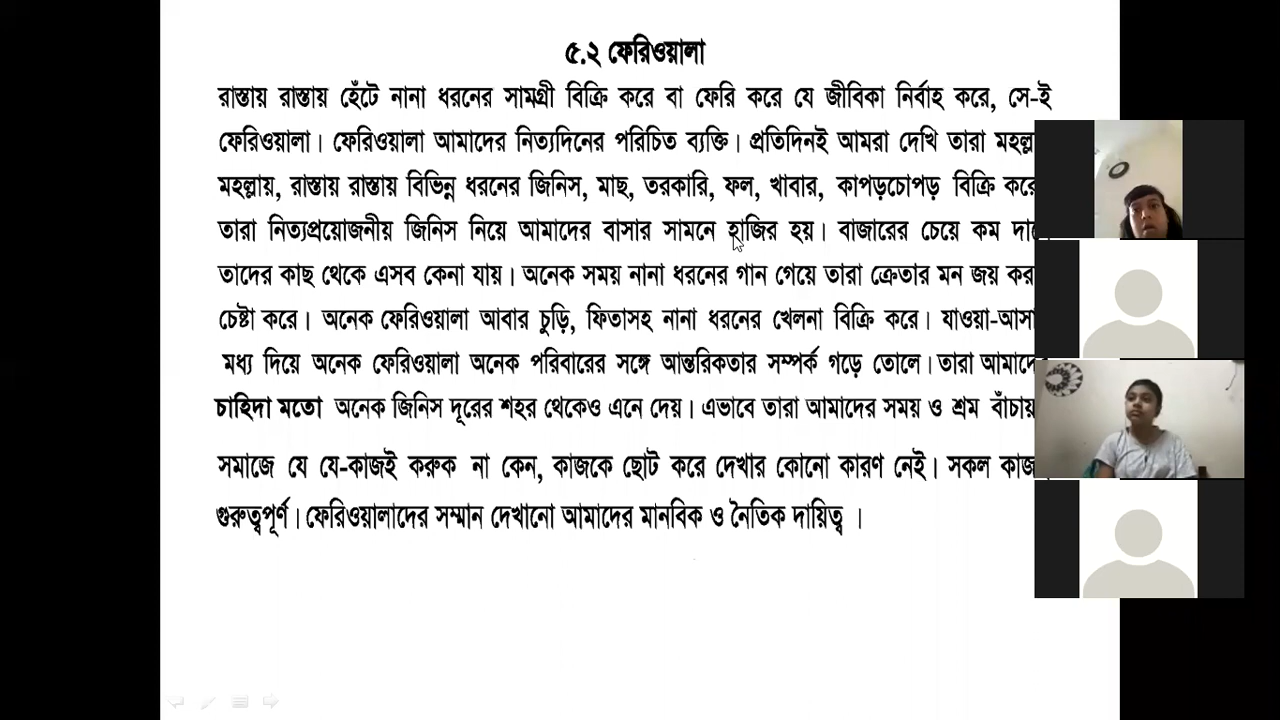 ৫.২ ফেরিওয়ালা
রাস্তায় রাস্তায় হেঁটে নানা ধরনের সামগ্রী বিক্রি করে বা ফেরি করে যে জীবিকা নির্বাহ করে, সে-ই
ফেরিওয়ালা। ফেরিওয়ালা আমাদের নিত্যদিনের পরিচিত ব্যক্তি। প্রতিদিনই আমরা দেখি তারা মহল্লা
মহল্লায়, রাস্তায় রাস্তায় বিভিন্ন ধরনের জিনিস, মাছ, তরকারি, ফল, খাবার, কাপড়চোপড় বিক্রি করে
তারা নিত্যপ্রয়োজনীয় জিনিস নিয়ে আমাদের বাসার সামনে হাজির হয়। বাজারের চেয়ে কম
তাদের কাছ থেকে এসব কেনা যায়। অনেক সময় নানা ধরনের গান গেয়ে তারা ক্রেতার মন জয় কর
চেষ্টা করে। অনেক ফেরিওয়ালা আবার চুড়ি, ফিতাসহ নানা ধরনের খেলনা বিক্রি করে। যাওয়া-আসা
মধ্য দিয়ে অনেক ফেরিওয়ালা অনেক পরিবারের সঙ্গে আন্তরিকতার সম্পর্ক গড়ে তোলে। তারা আমাদে
চাহিদা মতো অনেক জিনিস দূরের শহর থেকেও এনে দেয়। এভাবে তারা আমাদের সময় ও শ্রম বাঁচায়
সমাজে যে যে-কাজই করুক না কেন, কাজকে ছোট করে দেখার কোনো কারণ নেই। সকল কাজ
গুরুত্বপূর্ণ। ফেরিওয়ালাদের সম্মান দেখানো আমাদের মানবিক ও নৈতিক দায়িত্ব ।